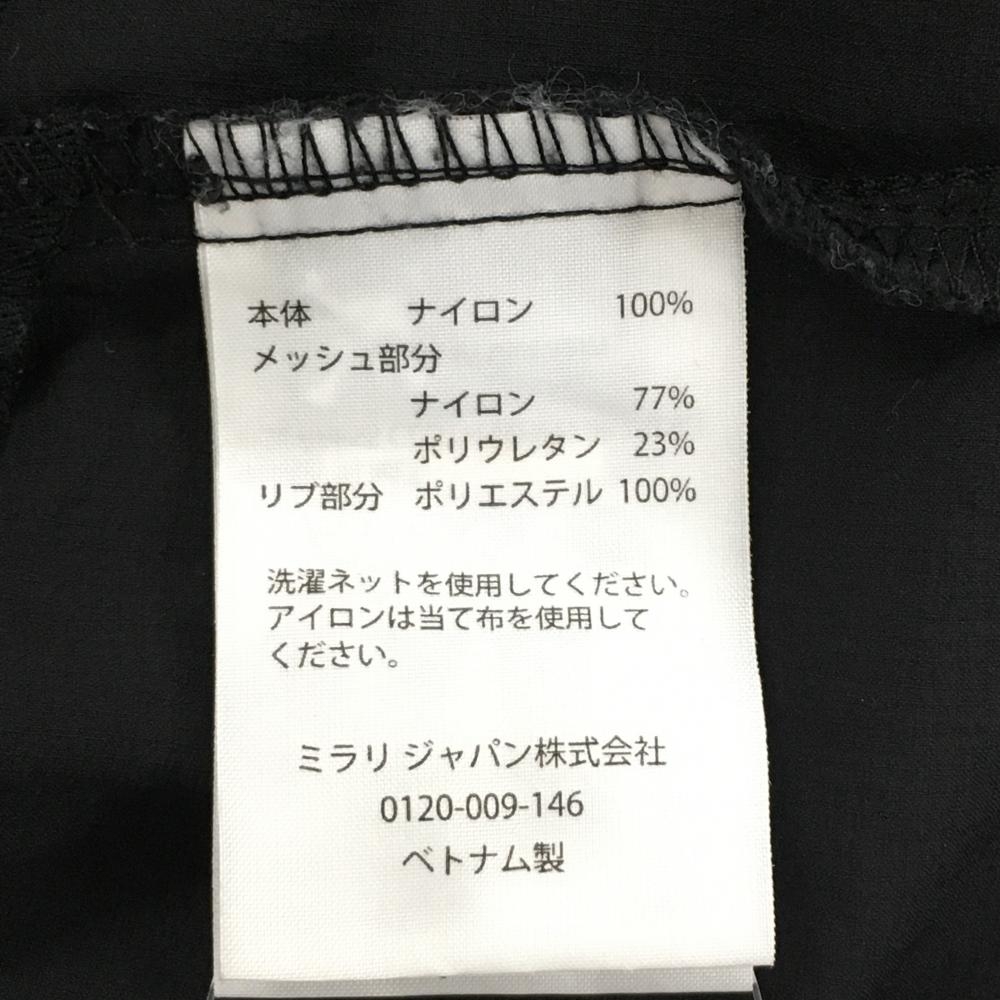 本体 ナイロン 100%
メッシュ部分
ナイロン 77%
ポリウレタン 23%
リブ部分 ポリエステル 100%
洗濯ネットを使用してください。
アイロンは当て布を使用して
ください。
ミラリ ジャパン株式会社
0120-009-146
ベトナム製